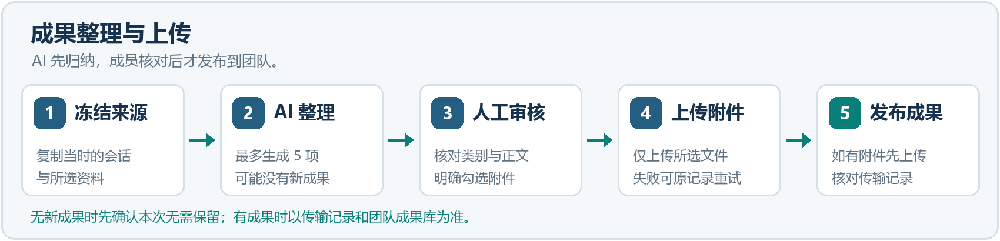 成果整理与上传
AI 先归纳，成员核对后才发布到团队。
1 冻结来源
复制当时的会话
与所选资料
2 AI 整理
最多生成 5 项
可能没有新成果
3 人工审核
核对类别与正文
明确勾选附件
4 上传附件
仅上传所选文件
失败可原记录重试
5 发布成果
如有附件先上传
核对传输记录
无新成果时先确认本次无需保留；有成果时以传输记录和团队成果库为准。